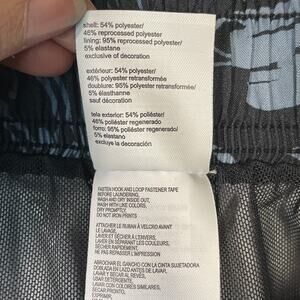 shell: 54% polyester/
46% reprocessed polyester
lining: 95% reprocessed polyester/
5% elastane
exclusive of decoration
extérieur: 54% polyester/
46% polyester retransformé
doublure: 95% polyester retransformé/
5% élasthanne
sauf décoration
tela exterior: 54% poliéster/
46% poliéster regenerado
forro: 95% poliéster regenerado/
5% elastano
excluye la decoración
FASTEN HOOK AND LOOP FASTENER TAPE
BEFORE LAUNDERING,
WASH AND DRY INSIDE OUT,
WASH WITH LIKE COLORS,
DRY PROMPTLY,
DO NOT IRON PRINTS
ATTACHER LE RUBAN À VELCRO AVANT
LE LAVAGE,
LAVER ET SÉCHER À L'ENVERS,
LAVER EN SÉPARANT LES COULEURS,
SÉCHER RAPIDEMENT,
NE PAS REPASSER L'IMPRESSION
ABROCHAR EL GANCHO CON LA CINTA SUJETADORA
DOBLADA EN LAZO ANTES DE LAVAR,
LAVAR Y SECAR AL REVÉS,
LAVAR CON COLORES SIMILARES,
SECAR PRONTO,